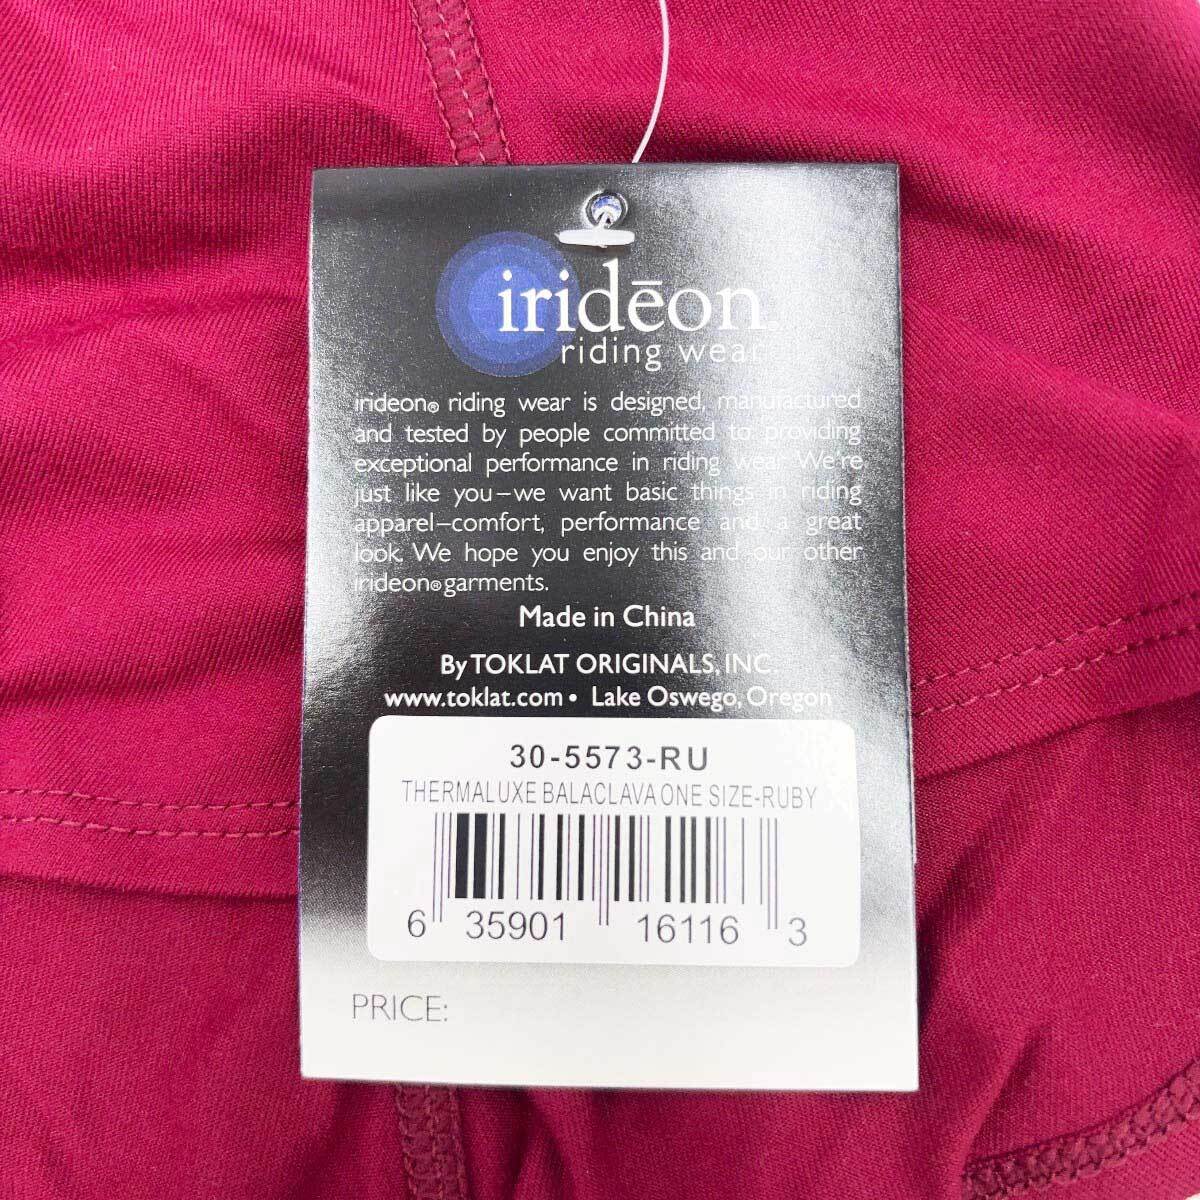 iridēon®
riding wear
irideon® riding wear is designed, manufactured
and tested by people committed to providing
exceptional performance in riding wear. We're
just like you–we want basic things in riding
apparel–comfort, performance and a great
look. We hope you enjoy this and our other
irideon® garments.
Made in China
By TOKLAT ORIGINALS, INC.
www.toklat.com • Lake Oswego, Oregon
30-5573-RU
THERMALUXE BALACLAVA ONE SIZE-RUBY
6 35901 16116 3
PRICE: